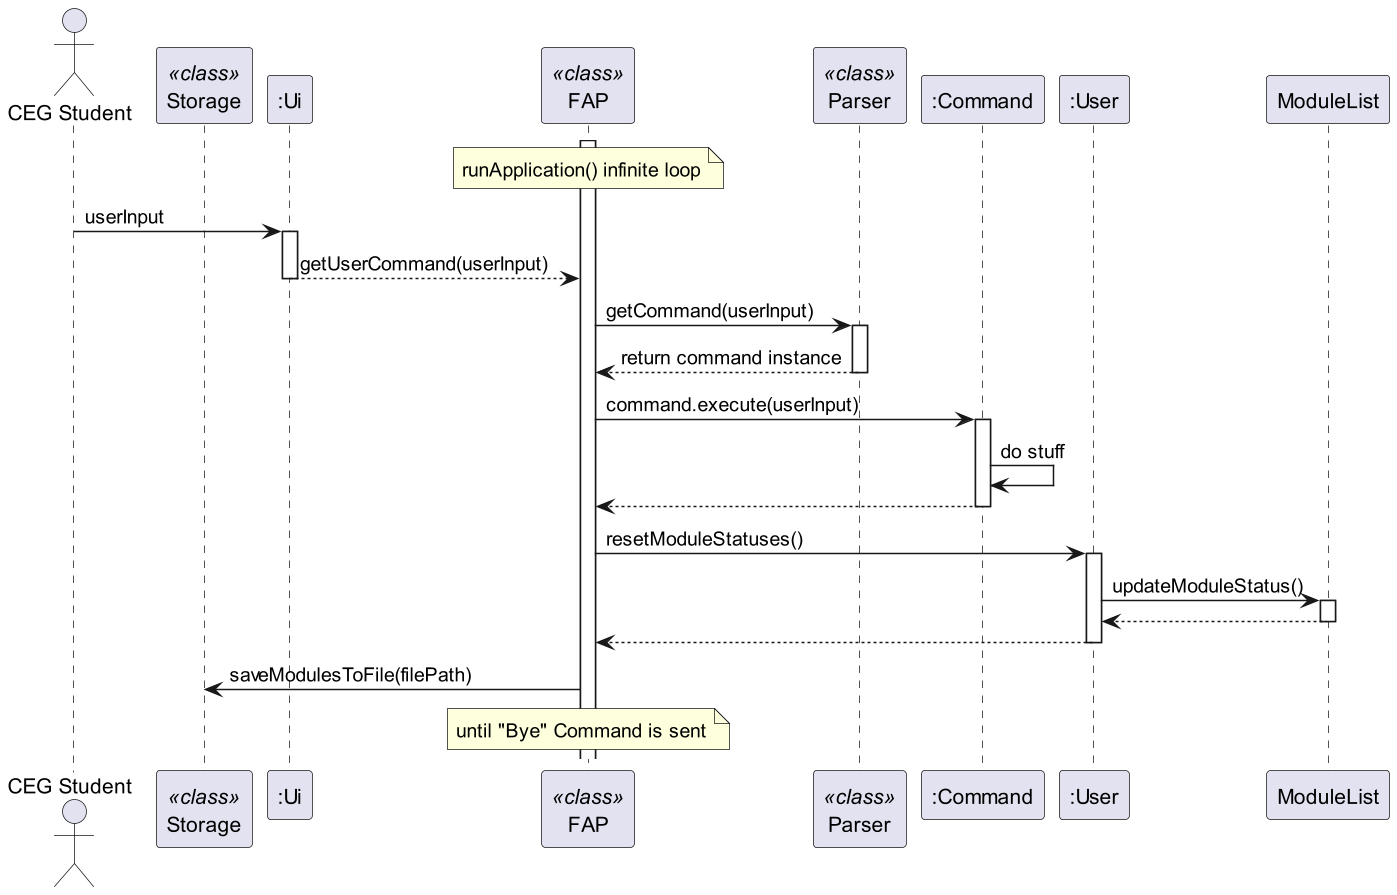 CEG Student
«class»
Storage
:Ui
«class»
FAP
«class»
Parser
:Command
:User
ModuleList
runApplication() infinite loop
userInput
getUserCommand(userInput)
getCommand(userInput)
return command instance
command.execute(userInput)
do stuff
resetModuleStatuses()
updateModuleStatus()
saveModulesToFile(filePath)
until "Bye" Command is sent
CEG Student
«class»
Storage
:Ui
«class»
FAP
«class»
Parser
:Command
:User
ModuleList